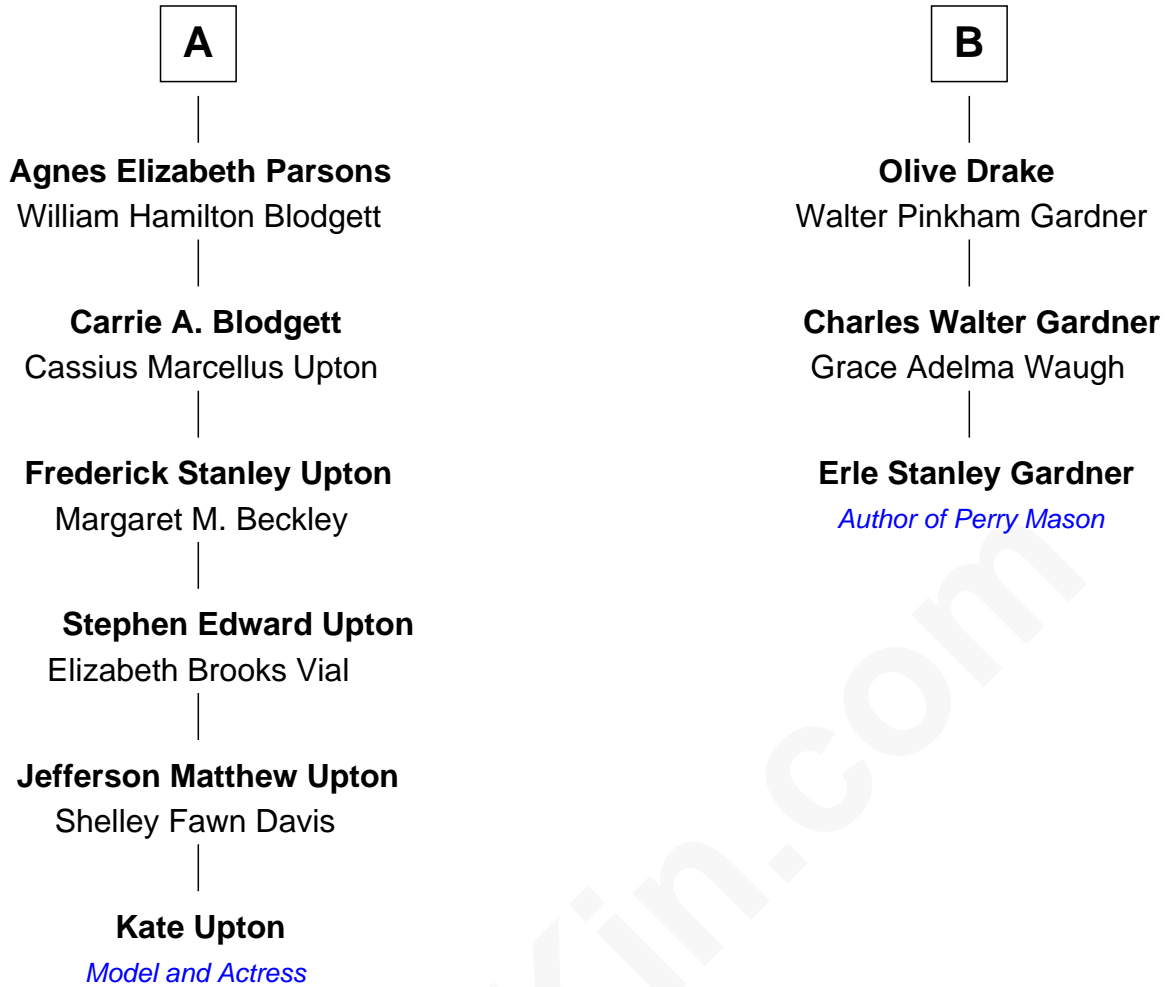 A
Agnes Elizabeth Parsons
William Hamilton Blodgett
Carrie A. Blodgett
Cassius Marcellus Upton
Frederick Stanley Upton
Margaret M. Beckley
Stephen Edward Upton
Elizabeth Brooks Vial
Jefferson Matthew Upton
Shelley Fawn Davis
Kate Upton
Model and Actress
B
Olive Drake
Walter Pinkham Gardner
Charles Walter Gardner
Grace Adelma Waugh
Erle Stanley Gardner
Author of Perry Mason